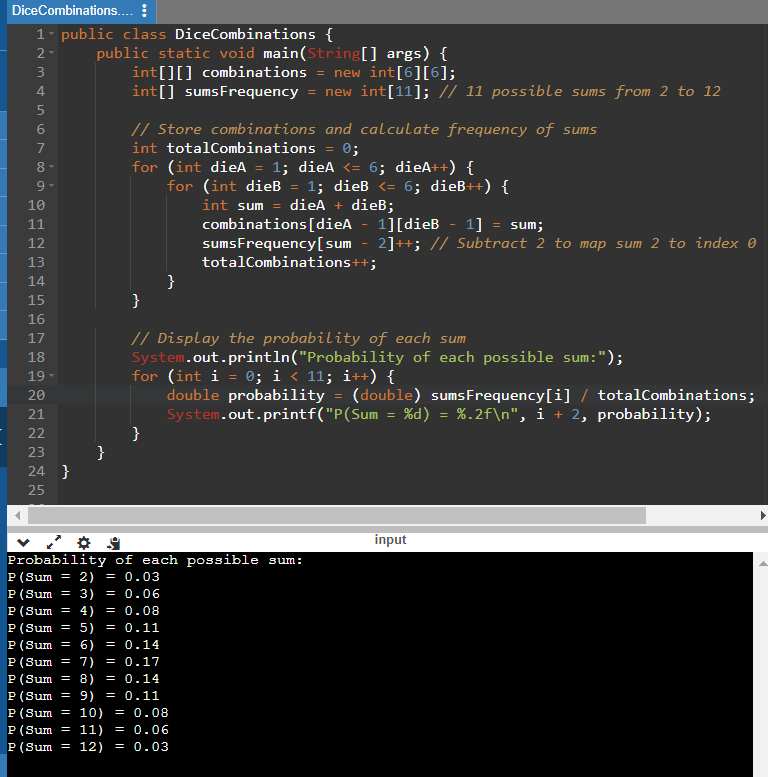 DiceCombinations....
1 public class DiceCombinations {
2 public static void main(String[] args) {
3 int[][] combinations = new int[6][6];
4 int[] sumsFrequency = new int[11]; // 11 possible sums from 2 to 12
5
6 // Store combinations and calculate frequency of sums
7 int totalCombinations = 0;
8 for (int dieA = 1; dieA <= 6; dieA++) {
9 for (int dieB = 1; dieB <= 6; dieB++) {
10 int sum = dieA + dieB;
11 combinations[dieA - 1][dieB - 1] = sum;
12 sumsFrequency[sum - 2]++; // Subtract 2 to map sum 2 to index 0
13 totalCombinations++;
14 }
15 }
16
17 // Display the probability of each sum
18 System.out.println("Probability of each possible sum:");
19 for (int i = 0; i < 11; i++) {
20 double probability = (double) sumsFrequency[i] / totalCombinations;
21 System.out.printf("P(Sum = %d) = %.2f\n", i + 2, probability);
22 }
23 }
24 }
25
input
Probability of each possible sum:
P(Sum = 2) = 0.03
P(Sum = 3) = 0.06
P(Sum = 4) = 0.08
P(Sum = 5) = 0.11
P(Sum = 6) = 0.14
P(Sum = 7) = 0.17
P(Sum = 8) = 0.14
P(Sum = 9) = 0.11
P(Sum = 10) = 0.08
P(Sum = 11) = 0.06
P(Sum = 12) = 0.03